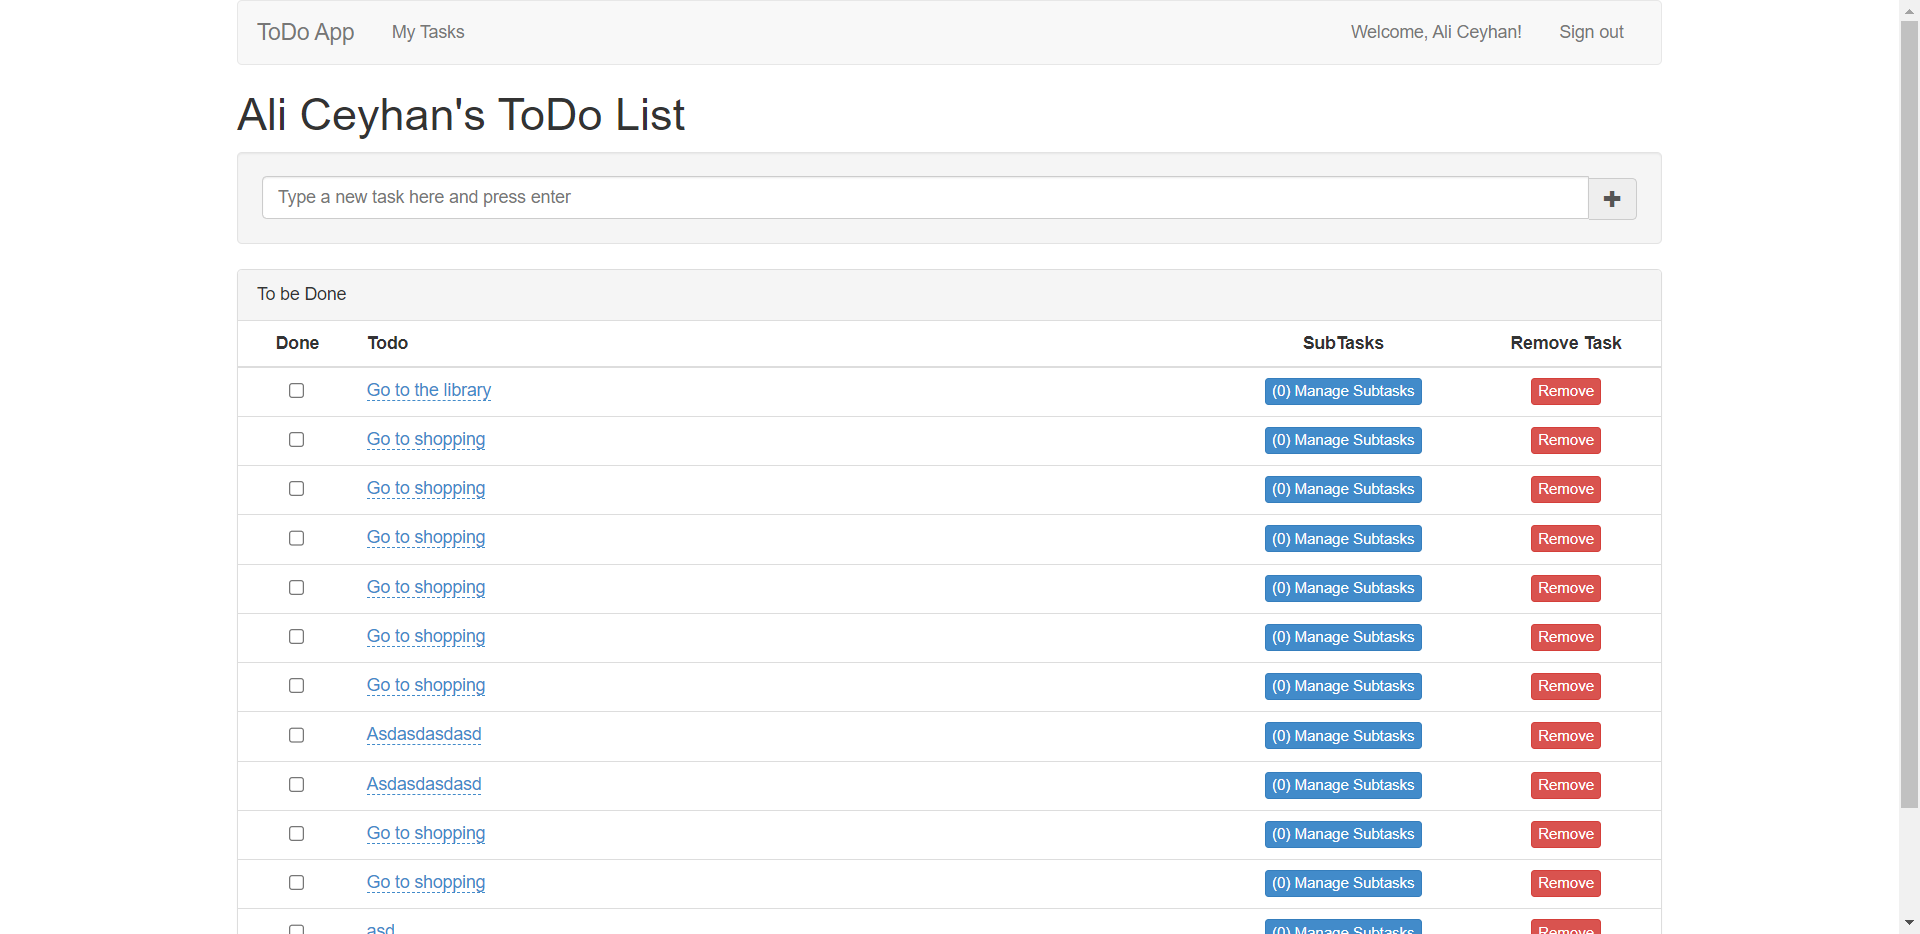 ToDo App My Tasks Welcome, Ali Ceyhan! Sign out
Ali Ceyhan's ToDo List
Type a new task here and press enter
To be Done
Done Todo SubTasks Remove Task
Go to the library (0) Manage Subtasks Remove
Go to shopping (0) Manage Subtasks Remove
Go to shopping (0) Manage Subtasks Remove
Go to shopping (0) Manage Subtasks Remove
Go to shopping (0) Manage Subtasks Remove
Go to shopping (0) Manage Subtasks Remove
Go to shopping (0) Manage Subtasks Remove
Asdasdasdasd (0) Manage Subtasks Remove
Asdasdasdasd (0) Manage Subtasks Remove
Go to shopping (0) Manage Subtasks Remove
Go to shopping (0) Manage Subtasks Remove
asd (0) Manage Subtasks Remove